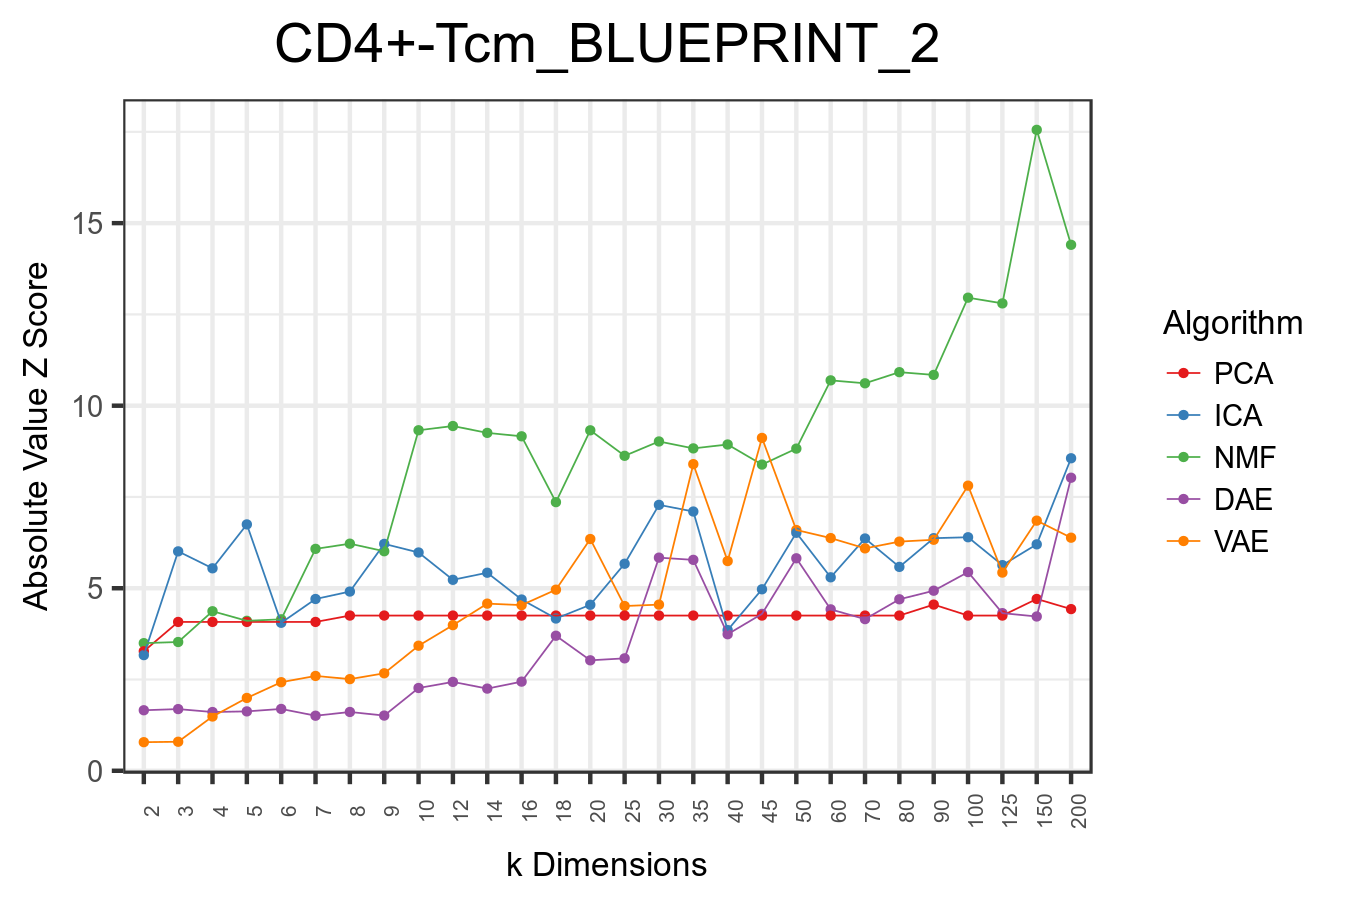 CD4+-Tcm_BLUEPRINT_2
Absolute Value Z Score
15
10
5
0
2 3 4 5 6 7 8 9 10 12 14 16 18 20 25 30 35 40 45 50 60 70 80 90 100 125 150 200
k Dimensions
Algorithm
PCA
ICA
NMF
DAE
VAE